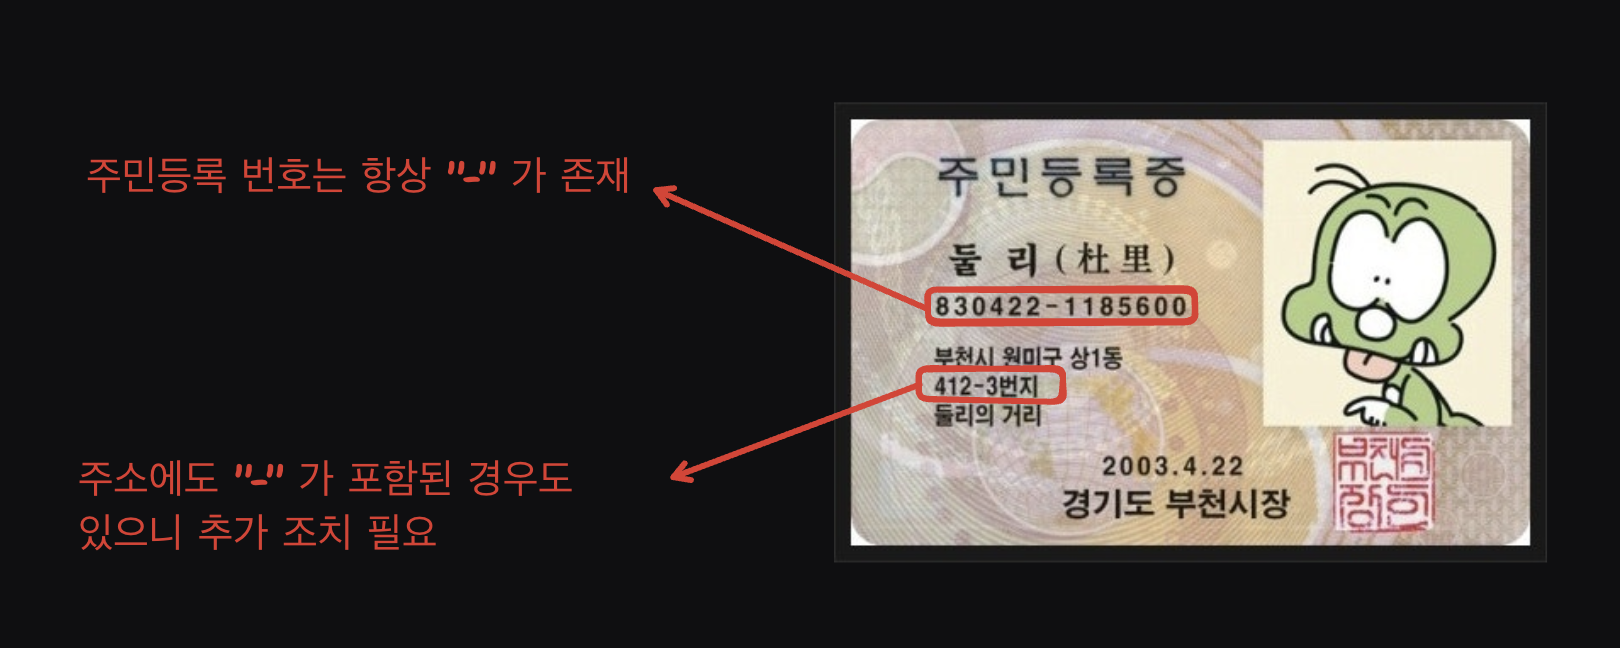 주민등록 번호는 항상 "-" 가 존재
주소에도 "-" 가 포함된 경우도
있으니 추가 조치 필요
주민등록증
둘 리 (杜里)
830422-1185600
부천시 원미구 상1동
412-3번지
둘리의 거리
2003.4.22
경기도 부천시장